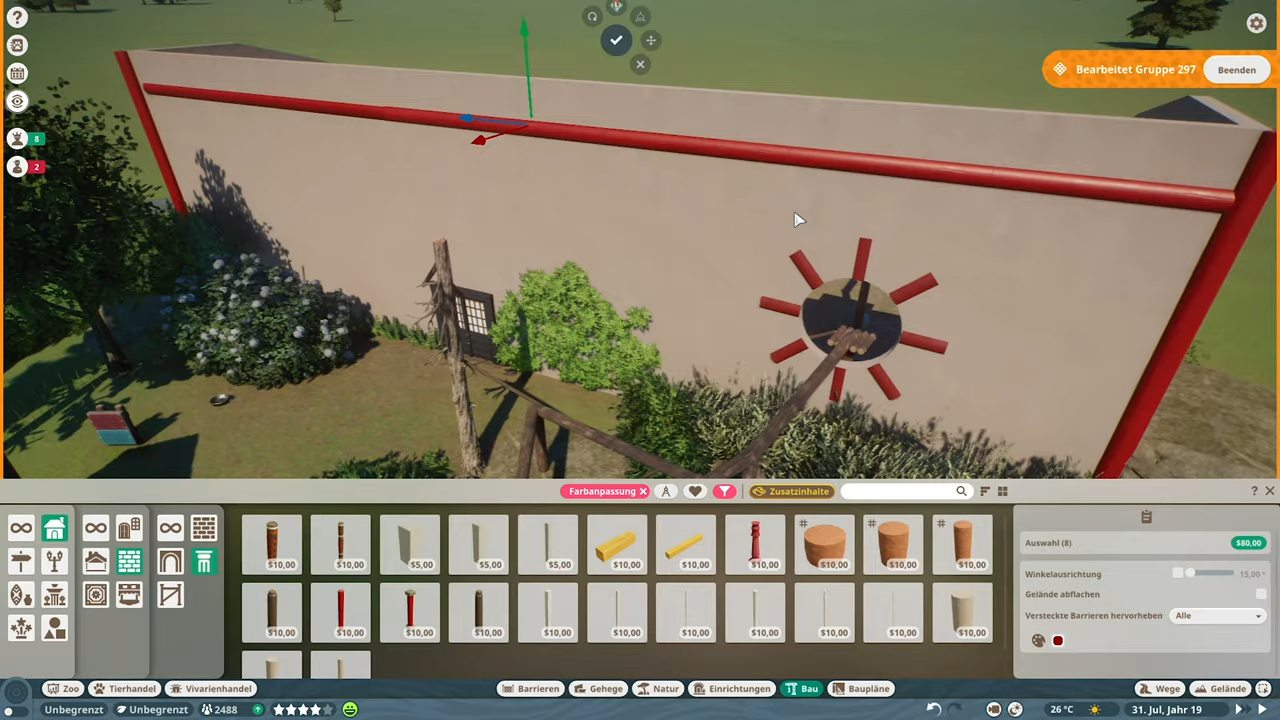 Bearbeitet Gruppe 297
Beenden
8
2
Farbanpassung ×
Zusatzinhalte
?
$10,00 $10,00 $5,00 $5,00 $5,00 $10,00 $10,00 $10,00 $10,00 $10,00 $10,00
$10,00 $10,00 $10,00 $10,00 $10,00 $10,00 $10,00 $10,00 $10,00 $10,00 $10,00
Auswahl (8) $80,00
Winkelausrichtung 15,00 °
Gelände abflachen
Versteckte Barrieren hervorheben Alle
Zoo Tierhandel Vivarienhandel Barrieren Gehege Natur Einrichtungen Bau Baupläne Wege Gelände
Unbegrenzt Unbegrenzt 2488 26 °C 31. Jul, Jahr 19